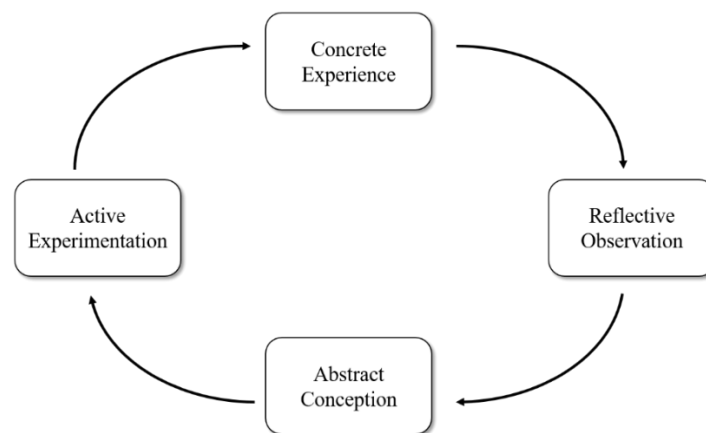 Concrete
Experience
Active
Experimentation
Reflective
Observation
Abstract
Conception